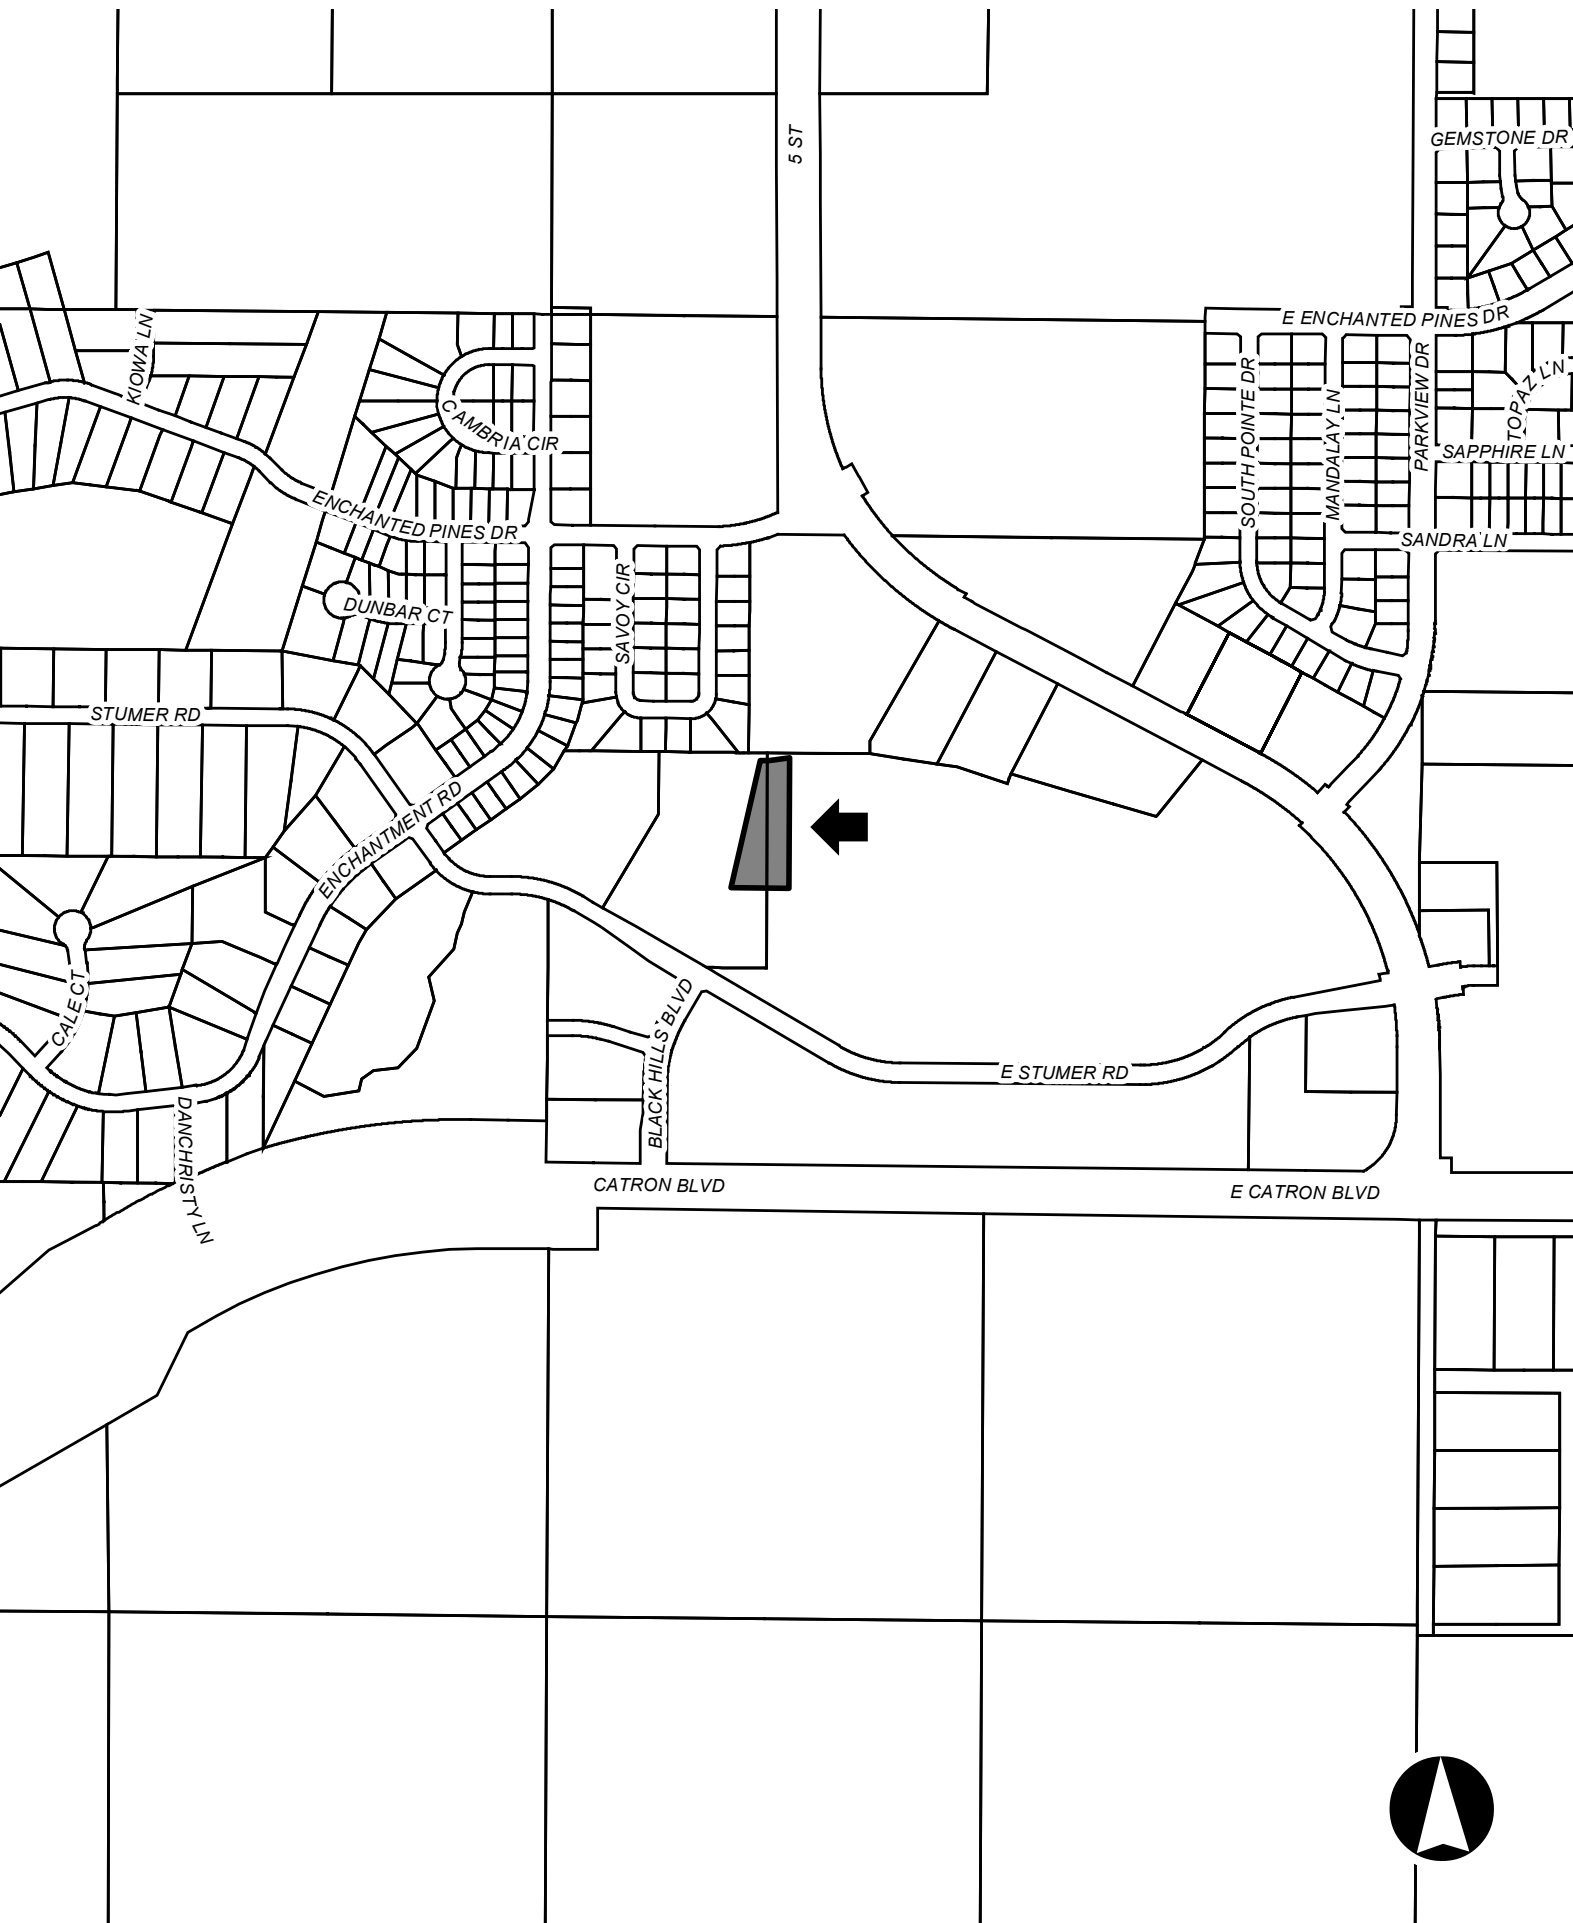 5 ST
GEMSTONE DR
KIOWA LN
E ENCHANTED PINES DR
SOUTH POINTE DR
MANDALAY LN
PARKVIEW DR
TOPAZ LN
CAMBRIA CIR
SAPPHIRE LN
ENCHANTED PINES DR
SANDRA LN
SAVOY CIR
DUNBAR CT
STUMER RD
ENCHANTMENT RD
CALE CT
BLACK HILLS BLVD
E STUMER RD
DANCHRISTY LN
CATRON BLVD
E CATRON BLVD